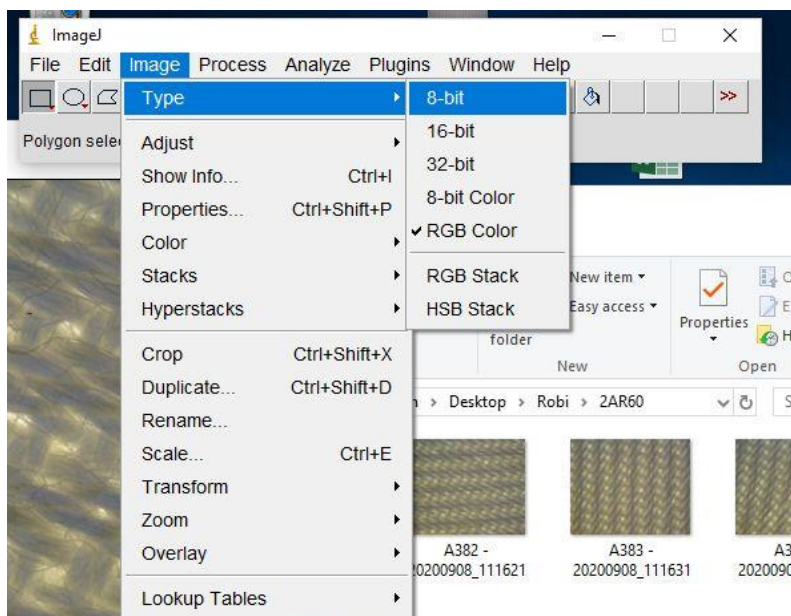 ImageJ
File Edit Image Process Analyze Plugins Window Help
>>
Polygon sele
Type
Adjust
Show Info... Ctrl+I
Properties... Ctrl+Shift+P
Color
Stacks
Hyperstacks
Crop Ctrl+Shift+X
Duplicate... Ctrl+Shift+D
Rename...
Scale... Ctrl+E
Transform
Zoom
Overlay
Lookup Tables
8-bit
16-bit
32-bit
8-bit Color
RGB Color
RGB Stack
HSB Stack
New item
Easy access
folder
New
Properties
Open
Desktop > Robi > 2AR60
A382 -
20200908_111621
A383 -
20200908_111631